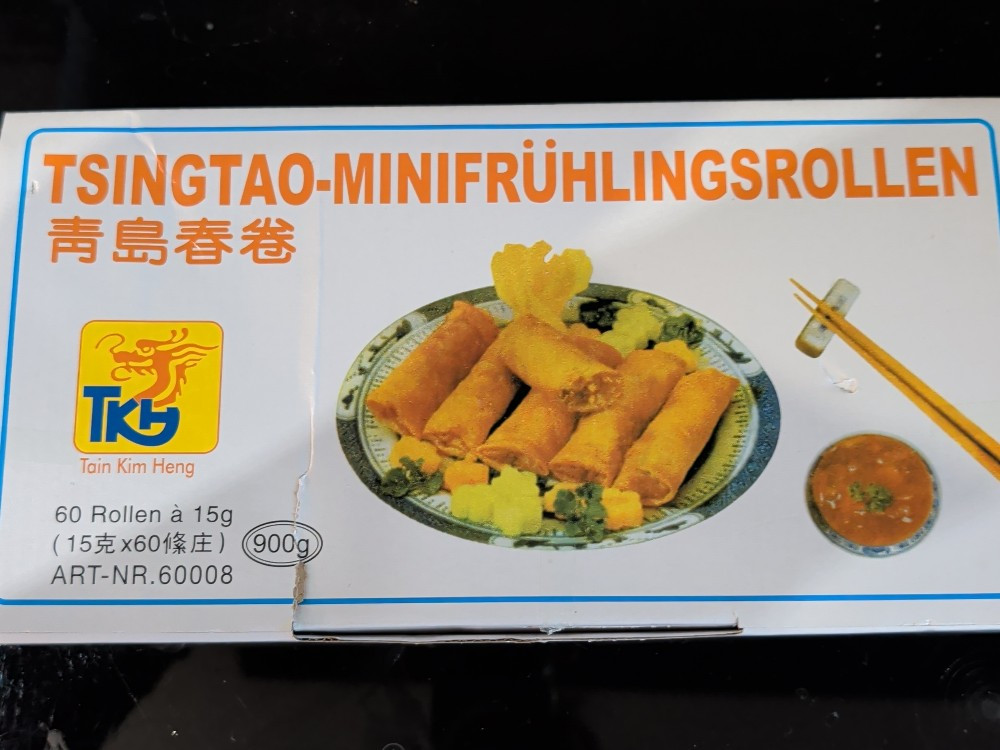 TSINGTAO-MINIFRÜHLINGSROLLEN
青島春卷
TKH
Tain Kim Heng
60 Rollen à 15g
(15克x60條庄) 900g
ART-NR.60008